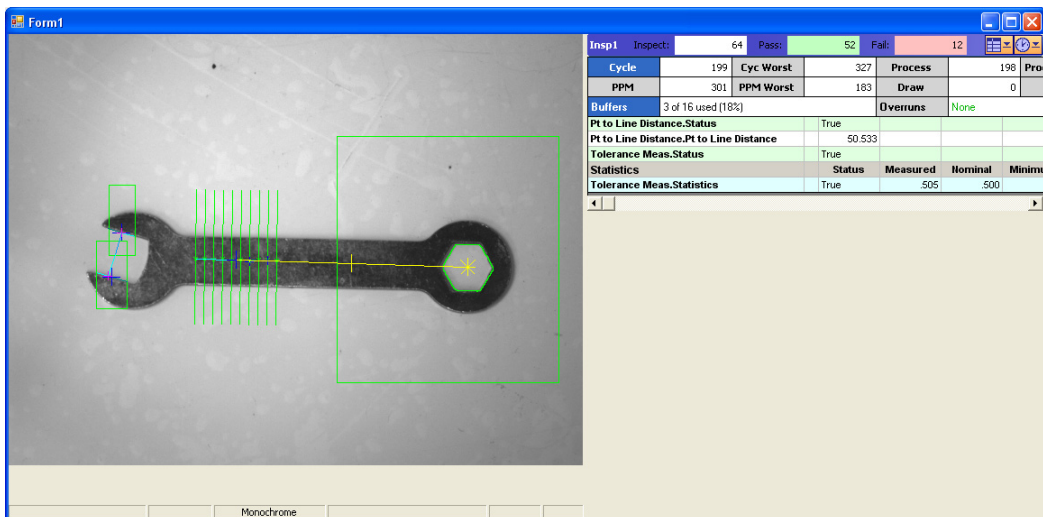 Form1
Insp1 Inspect: 64 Pass: 52 Fail: 12
Cycle 199 Cyc Worst 327 Process 198
PPM 301 PPM Worst 183 Draw 0
Buffers 3 of 16 used (18%) Overruns None
Pt to Line Distance.Status True
Pt to Line Distance.Pt to Line Distance 50.533
Tolerance Meas.Status True
Statistics Status Measured Nominal
Tolerance Meas.Statistics True .505 .500
Monochrome